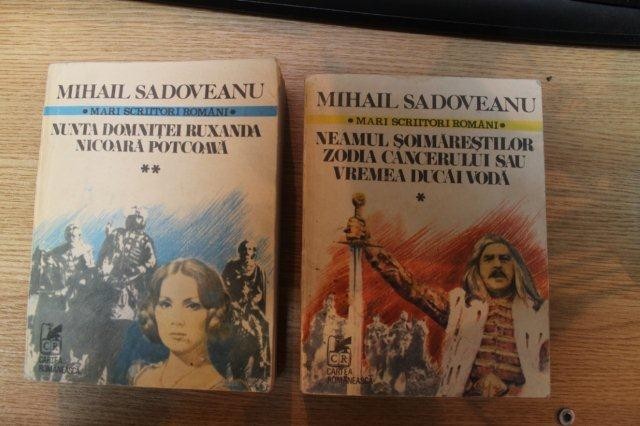 MIHAIL SADOVEANU
• MARI SCRIITORI ROMÂNI •
NUNTA DOMNIȚEI RUXANDA
NICOARĂ POTCOAVĂ
**
CR
CARTEA
ROMÂNEASCĂ
MIHAIL SADOVEANU
• MARI SCRIITORI ROMÂNI •
NEAMUL ȘOIMĂREȘTILOR
ZODIA CANCERULUI SAU
VREMEA DUCĂI VODĂ
*
CR
CARTEA
ROMÂNEASCĂ